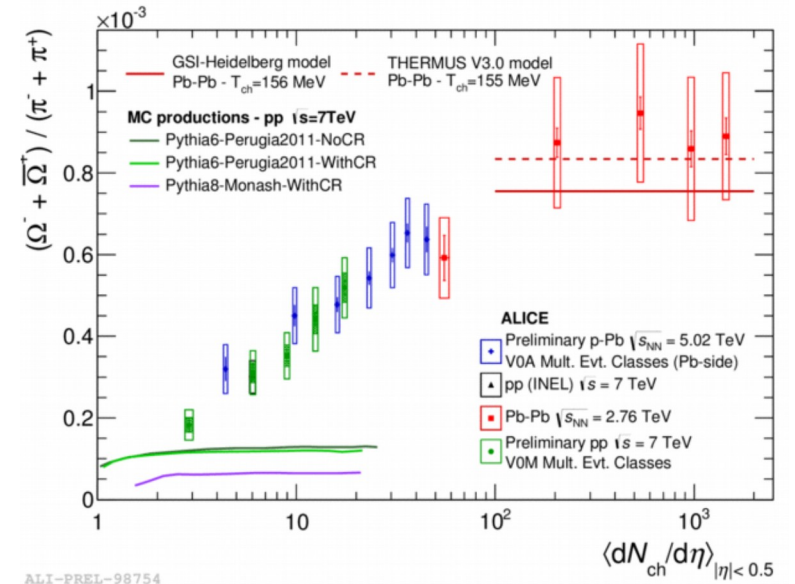 ×10⁻³
(Ω⁻ + Ω̅⁺) / (π⁻ + π⁺)
1
0.8
0.6
0.4
0.2
0
GSI-Heidelberg model
Pb-Pb - T_ch=156 MeV
THERMUS V3.0 model
Pb-Pb - T_ch=155 MeV
MC productions - pp √s=7TeV
Pythia6-Perugia2011-NoCR
Pythia6-Perugia2011-WithCR
Pythia8-Monash-WithCR
ALICE
Preliminary p-Pb √s_NN = 5.02 TeV
V0A Mult. Evt. Classes (Pb-side)
pp (INEL) √s = 7 TeV
Pb-Pb √s_NN = 2.76 TeV
Preliminary pp √s = 7 TeV
V0M Mult. Evt. Classes
1 10 10² 10³
⟨dN_ch/dη⟩_|η|< 0.5
ALI-PREL-98754